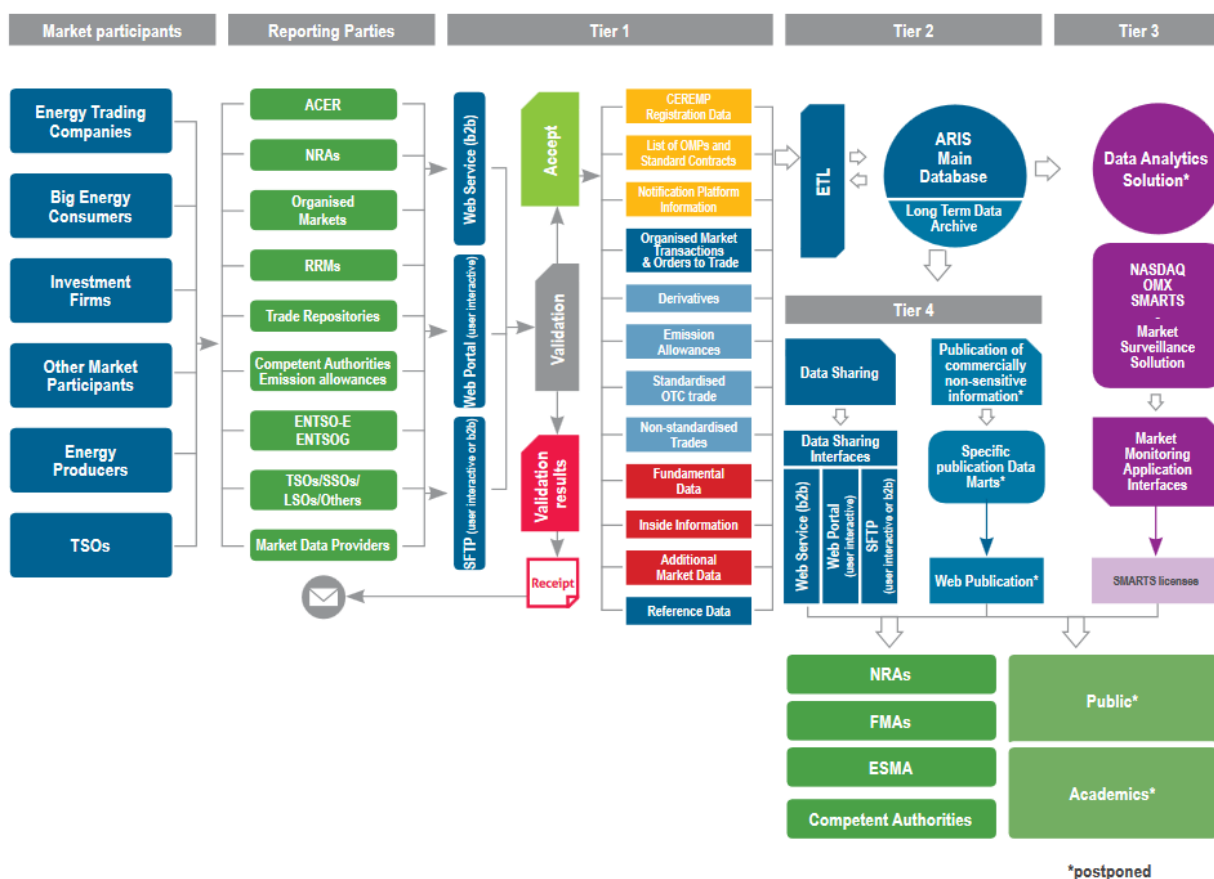 Market participants
Reporting Parties
Tier 1
Tier 2
Tier 3
Energy Trading
Companies
Big Energy
Consumers
Investment
Firms
Other Market
Participants
Energy
Producers
TSOs
ACER
NRAs
Organised
Markets
RRMs
Trade Repositories
Competent Authorities
Emission allowances
ENTSO-E
ENTSOG
TSOs/SSOs/
LSOs/Others
Market Data Providers
Web Service (b2b)
Web Portal (user interactive)
SFTP (user interactive or b2b)
Accept
Validation
Validation
results
Receipt
CEREMP
Registration Data
List of OMPs and
Standard Contracts
Notification Platform
Information
Organised Market
Transactions
& Orders to Trade
Derivatives
Emission
Allowances
Standardised
OTC trade
Non-standardised
Trades
Fundamental
Data
Inside Information
Additional
Market Data
Reference Data
ETL
ARIS
Main
Database
Long Term Data
Archive
Data Analytics
Solution*
NASDAQ
OMX
SMARTS
-
Market
Surveillance
Sollution
Market
Monitoring
Application
Interfaces
SMARTS licenses
Tier 4
Data Sharing
Publication of
commercially
non-sensitive
information*
Data Sharing
Interfaces
Web Service (b2b)
Web Portal
(user interactive)
SFTP
(user interactive or b2b)
Specific
publication Data
Marts*
Web Publication*
NRAs
FMAs
ESMA
Competent Authorities
Public*
Academics*
*postponed